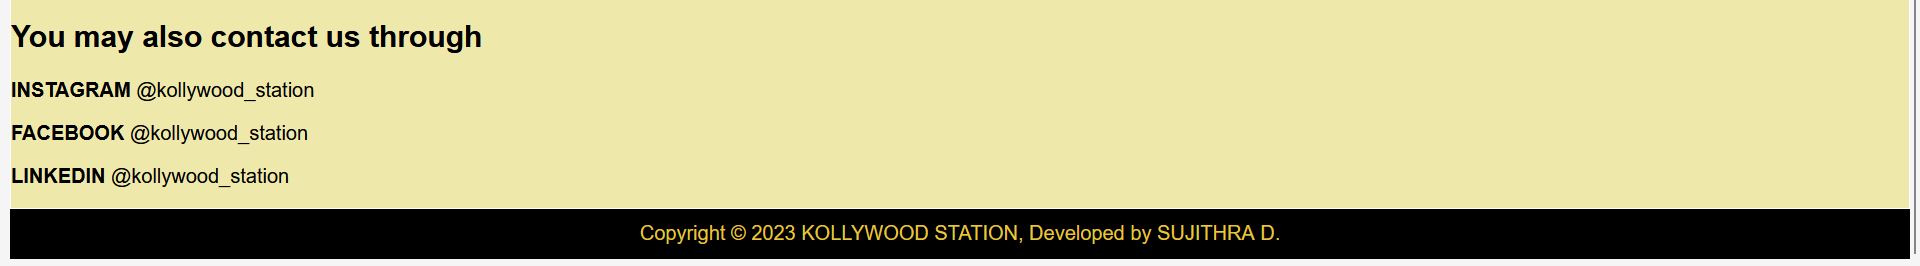 You may also contact us through
INSTAGRAM @kollywood_station
FACEBOOK @kollywood_station
LINKEDIN @kollywood_station
Copyright © 2023 KOLLYWOOD STATION, Developed by SUJITHRA D.